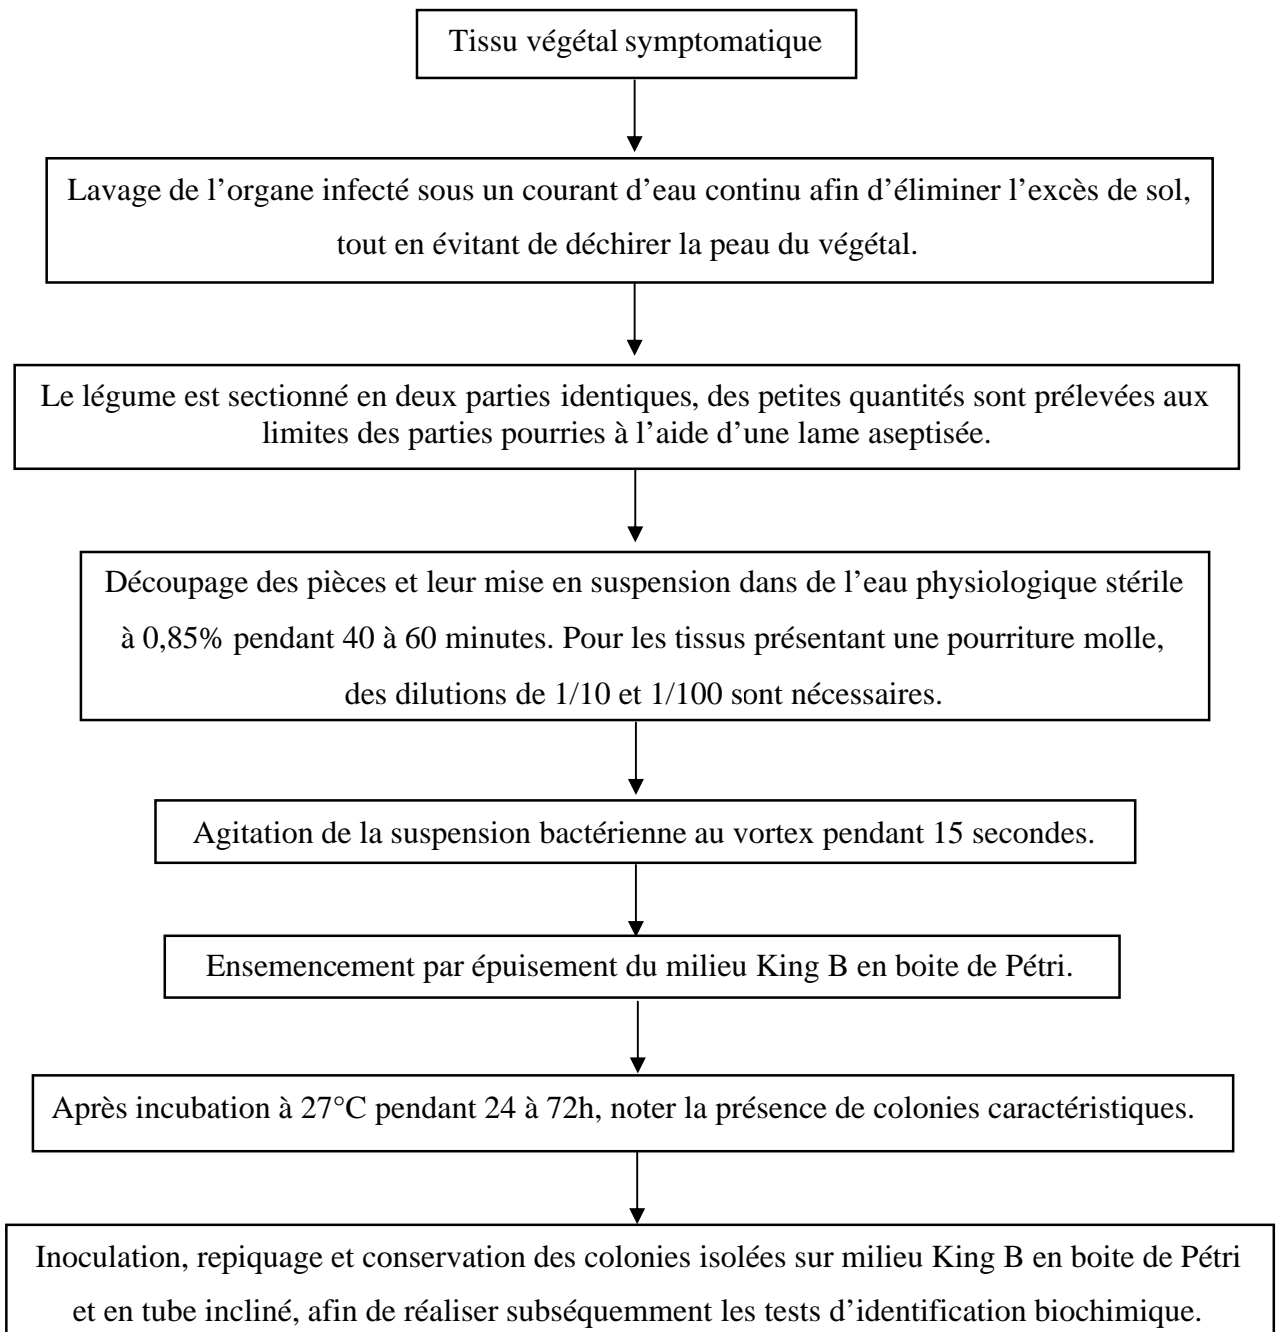 Tissu végétal symptomatique
Lavage de l’organe infecté sous un courant d’eau continu afin d’éliminer l’excès de sol,
tout en évitant de déchirer la peau du végétal.
Le légume est sectionné en deux parties identiques, des petites quantités sont prélevées aux
limites des parties pourries à l’aide d’une lame aseptisée.
Découpage des pièces et leur mise en suspension dans de l’eau physiologique stérile
à 0,85% pendant 40 à 60 minutes. Pour les tissus présentant une pourriture molle,
des dilutions de 1/10 et 1/100 sont nécessaires.
Agitation de la suspension bactérienne au vortex pendant 15 secondes.
Ensemencement par épuisement du milieu King B en boite de Pétri.
Après incubation à 27°C pendant 24 à 72h, noter la présence de colonies caractéristiques.
Inoculation, repiquage et conservation des colonies isolées sur milieu King B en boite de Pétri
et en tube incliné, afin de réaliser subséquemment les tests d’identification biochimique.